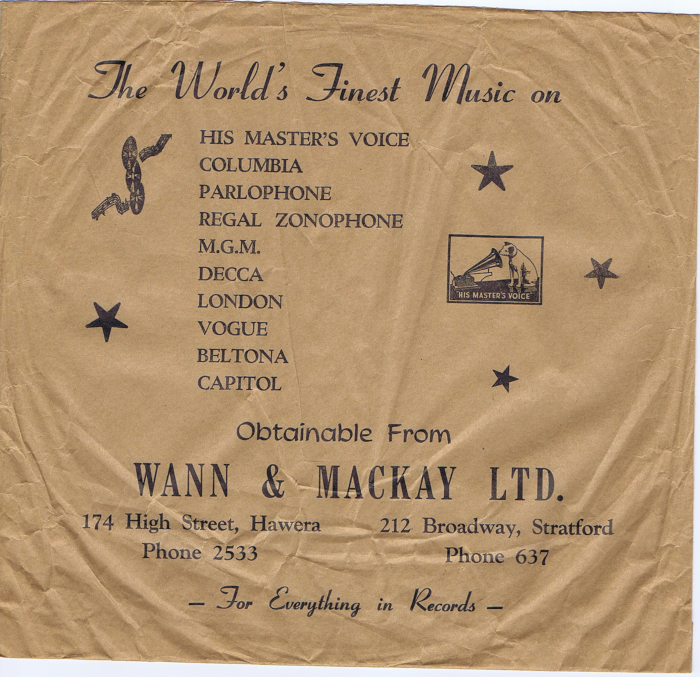 The World's Finest Music on
HIS MASTER'S VOICE
COLUMBIA
PARLOPHONE
REGAL ZONOPHONE
M.G.M.
DECCA
LONDON
VOGUE
BELTONA
CAPITOL
"HIS MASTER'S VOICE"
Obtainable From
WANN & MACKAY LTD.
174 High Street, Hawera 212 Broadway, Stratford
Phone 2533 Phone 637
— For Everything in Records —